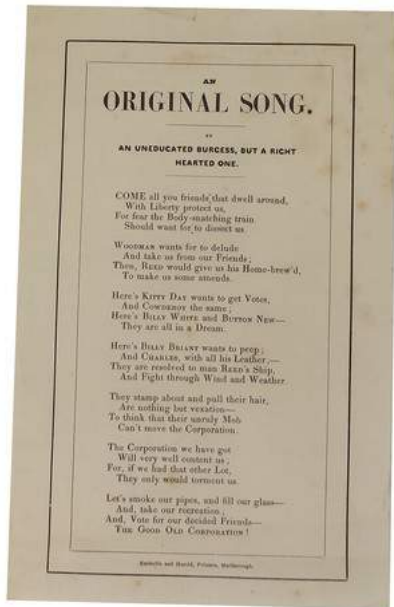 AN
ORIGINAL SONG.
BY
AN UNEDUCATED BURGESS, BUT A RIGHT
HEARTED ONE.
COME all you friends that dwell around,
With Liberty protect us,
For fear the Body-snatching train
Should want for to dissect us.
WOODMAN wants for to delude
And take us from our Friends;
Then, REED would give us his Home-brew'd,
To make us some amends.
Here's KITTY DAY wants to get Votes,
And COWDEROY the same;
Here's BILLY WHITE and BUTTON NEW—
They are all in a Dream.
Here's BILLY BRIANT wants to peep;
And CHARLES, with all his Leather,—
They are resolved to man REED's Ship,
And Fight through Wind and Weather.
They stamp about and pull their hair,
Are nothing but vexation—
To think that their unruly Mob
Can't move the Corporation.
The Corporation we have got
Will very well content us;
For, if we had that other Lot,
They only would torment us.
Let's smoke our pipes, and fill our glass—
And, take our recreation;
And, Vote for our decided Friends—
THE GOOD OLD CORPORATION!
and Harold, Printers, Marlborough.